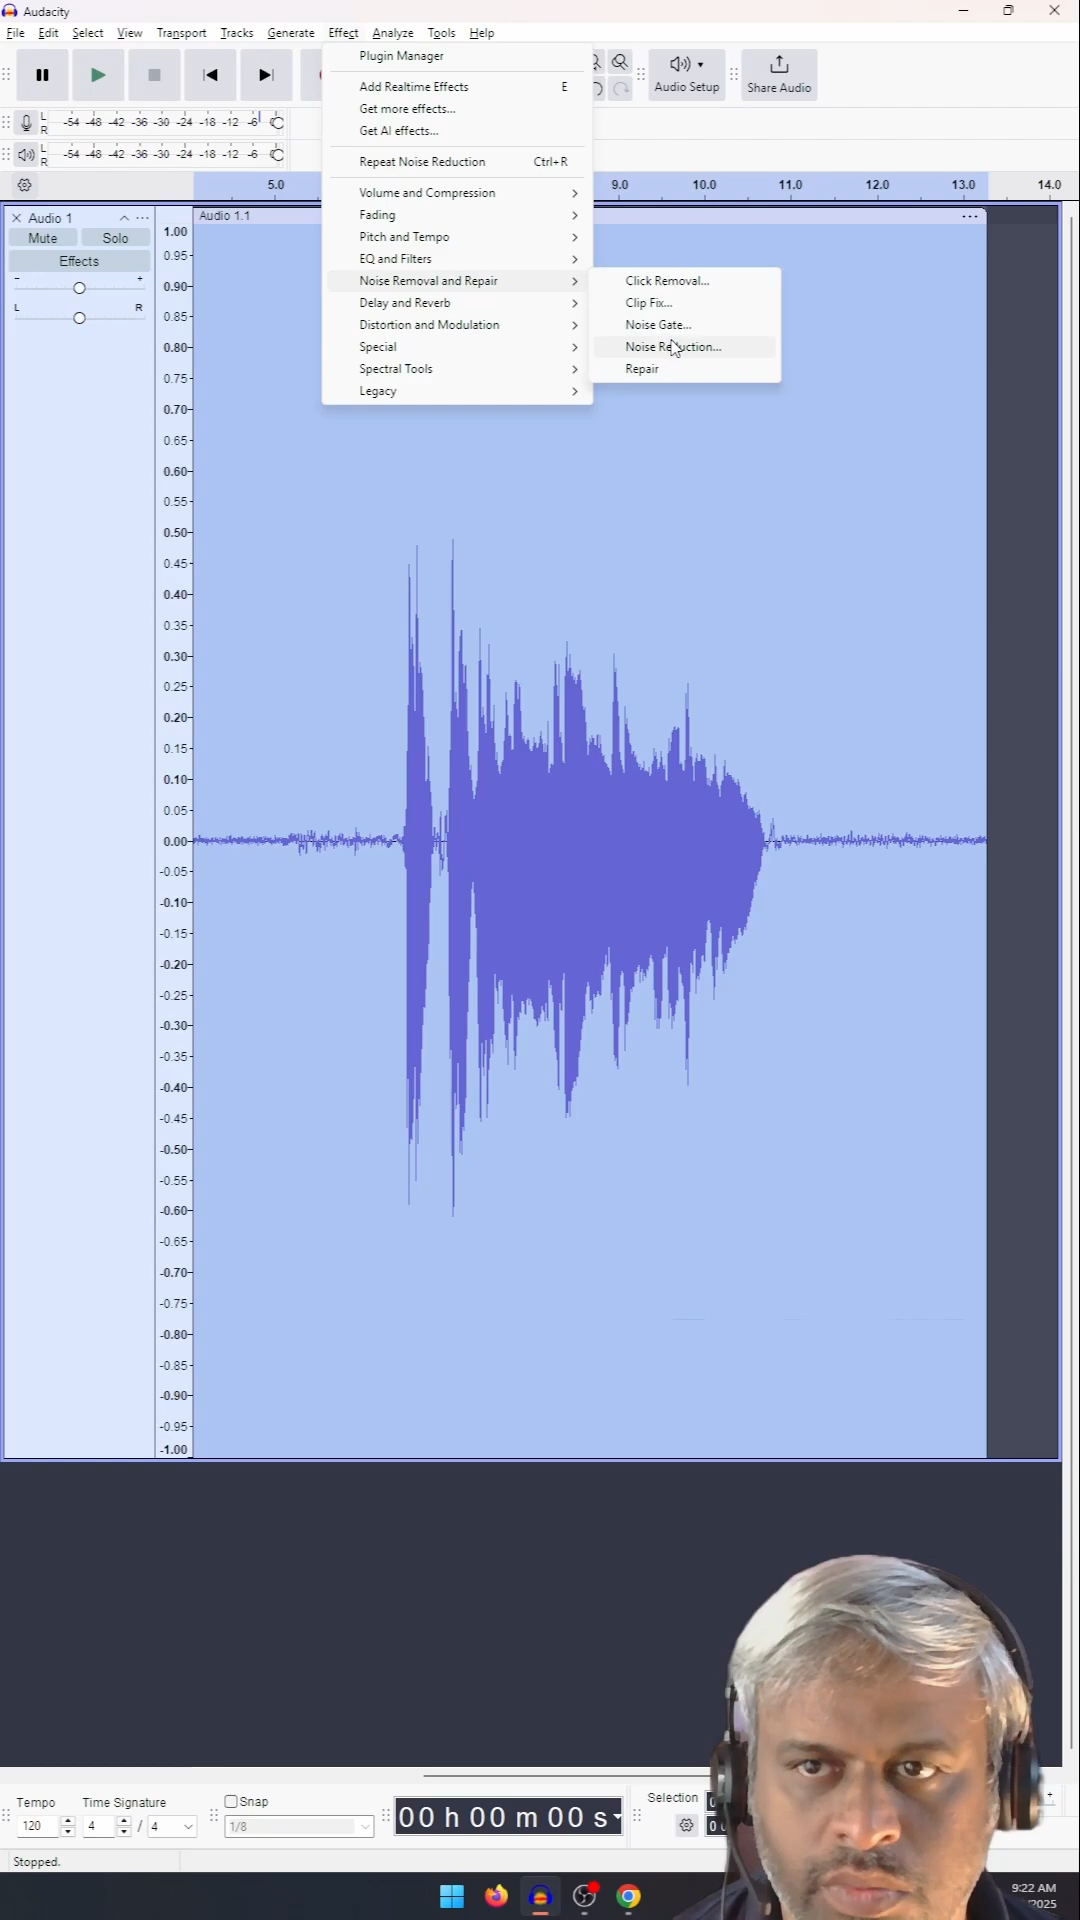 Audacity
File Edit Select View Transport Tracks Generate Effect Analyze Tools Help
Plugin Manager
Add Realtime Effects E
Get more effects...
Get AI effects...
Repeat Noise Reduction Ctrl+R
Volume and Compression
Fading
Pitch and Tempo
EQ and Filters
Noise Removal and Repair
Delay and Reverb
Distortion and Modulation
Special
Spectral Tools
Legacy
Click Removal...
Clip Fix...
Noise Gate...
Noise Reduction...
Repair
Audio Setup
Share Audio
L
R
-54 -48 -42 -36 -30 -24 -18 -12 -6
L
R
-54 -48 -42 -36 -30 -24 -18 -12 -6
5.0 9.0 10.0 11.0 12.0 13.0 14.0
Audio 1
Mute Solo
Effects
- +
L R
Audio 1.1
1.00
0.95
0.90
0.85
0.80
0.75
0.70
0.65
0.60
0.55
0.50
0.45
0.40
0.35
0.30
0.25
0.20
0.15
0.10
0.05
0.00
-0.05
-0.10
-0.15
-0.20
-0.25
-0.30
-0.35
-0.40
-0.45
-0.50
-0.55
-0.60
-0.65
-0.70
-0.75
-0.80
-0.85
-0.90
-0.95
-1.00
Tempo
120
Time Signature
4 / 4
Snap
1/8
00 h 00 m 00 s
Selection
Stopped.
9:22 AM
/2025